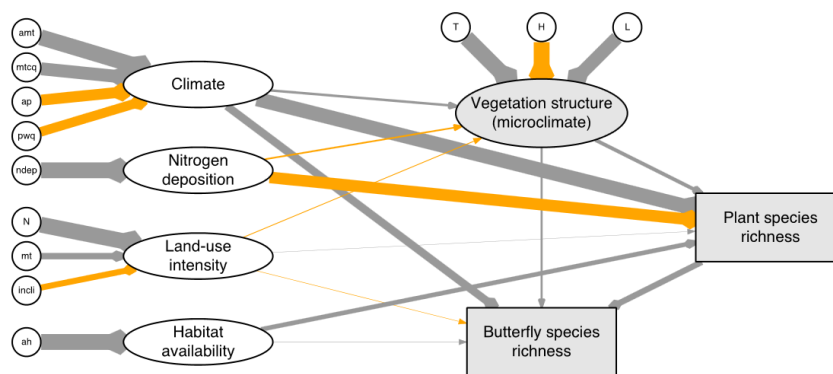 amt
mtcq
ap
pwq
ndep
N
mt
incli
ah
Climate
Nitrogen
deposition
Land-use
intensity
Habitat
availability
T
H
L
Vegetation structure
(microclimate)
Plant species
richness
Butterfly species
richness